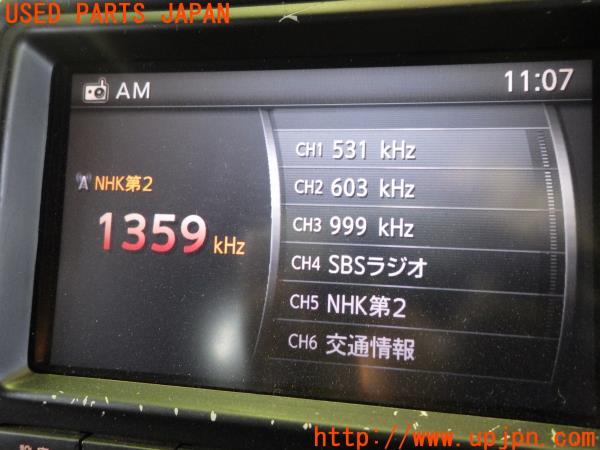 USED PARTS JAPAN
AM
11:07
NHK第2
1359 kHz
CH1 531 kHz
CH2 603 kHz
CH3 999 kHz
CH4 SBSラジオ
CH5 NHK第2
CH6 交通情報
http://www.upjpn.com